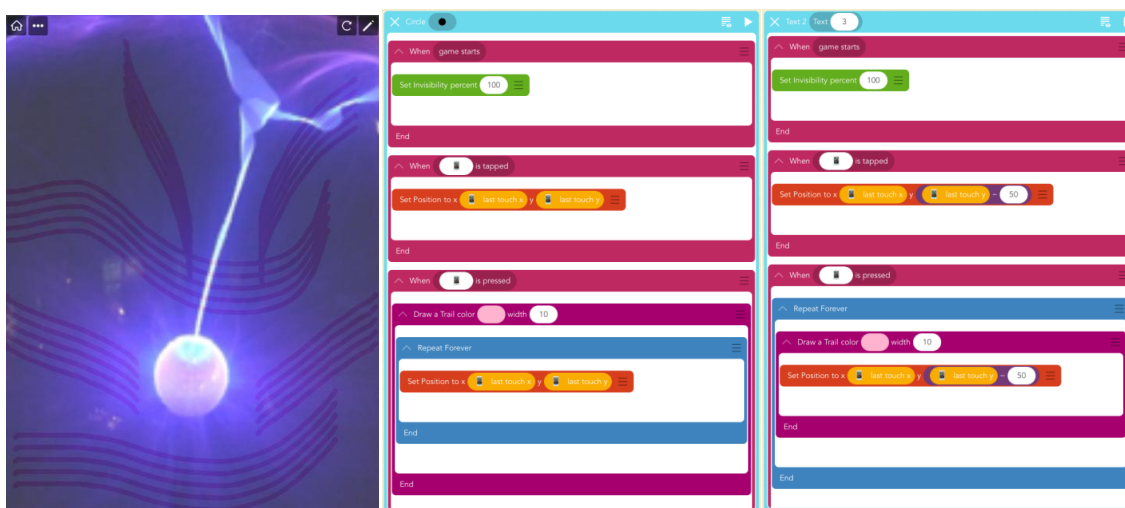 Circle
When game starts
Set Invisibility percent 100
End
When is tapped
Set Position to x last touch x y last touch y
End
When is pressed
Draw a Trail color width 10
Repeat Forever
Set Position to x last touch x y last touch y
End
End
Text 2 Text 3
When game starts
Set Invisibility percent 100
End
When is tapped
Set Position to x last touch x y last touch y − 50
End
When is pressed
Repeat Forever
Draw a Trail color width 10
Set Position to x last touch x y last touch y − 50
End
End